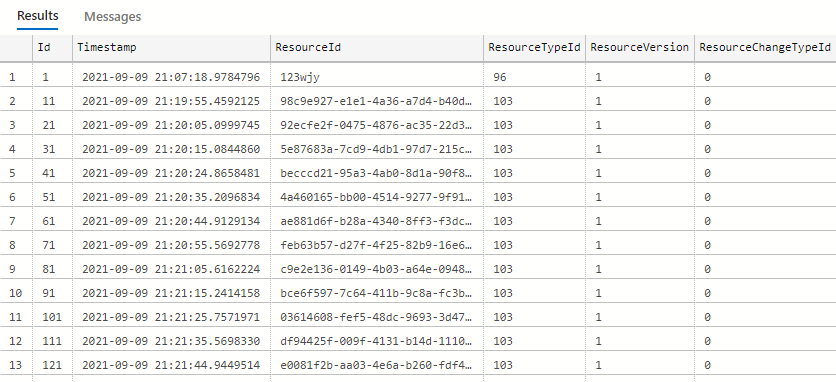 Results Messages
Id Timestamp ResourceId ResourceTypeId ResourceVersion ResourceChangeTypeId
1 1 2021-09-09 21:07:18.9784796 123wjy 96 1 0
2 11 2021-09-09 21:19:55.4592125 98c9e927-e1e1-4a36-a7d4-b40d… 103 1 0
3 21 2021-09-09 21:20:05.0999745 92ecfe2f-0475-4876-ac35-22d3… 103 1 0
4 31 2021-09-09 21:20:15.0844860 5e87683a-7cd9-4db1-97d7-215c… 103 1 0
5 41 2021-09-09 21:20:24.8658481 becccd21-95a3-4ab0-8d1a-90f8… 103 1 0
6 51 2021-09-09 21:20:35.2096834 4a460165-bb00-4514-9277-9f91… 103 1 0
7 61 2021-09-09 21:20:44.9129134 ae881d6f-b28a-4340-8ff3-f3dc… 103 1 0
8 71 2021-09-09 21:20:55.5692778 feb63b57-d27f-4f25-82b9-16e6… 103 1 0
9 81 2021-09-09 21:21:05.6162224 c9e2e136-0149-4b03-a64e-0948… 103 1 0
10 91 2021-09-09 21:21:15.2414158 bce6f597-7c64-411b-9c8a-fc3b… 103 1 0
11 101 2021-09-09 21:21:25.7571971 03614608-fef5-48dc-9693-3d47… 103 1 0
12 111 2021-09-09 21:21:35.5698330 df94425f-009f-4131-b14d-1110… 103 1 0
13 121 2021-09-09 21:21:44.9449514 e0081f2b-aa03-4e6a-b260-fdf4… 103 1 0